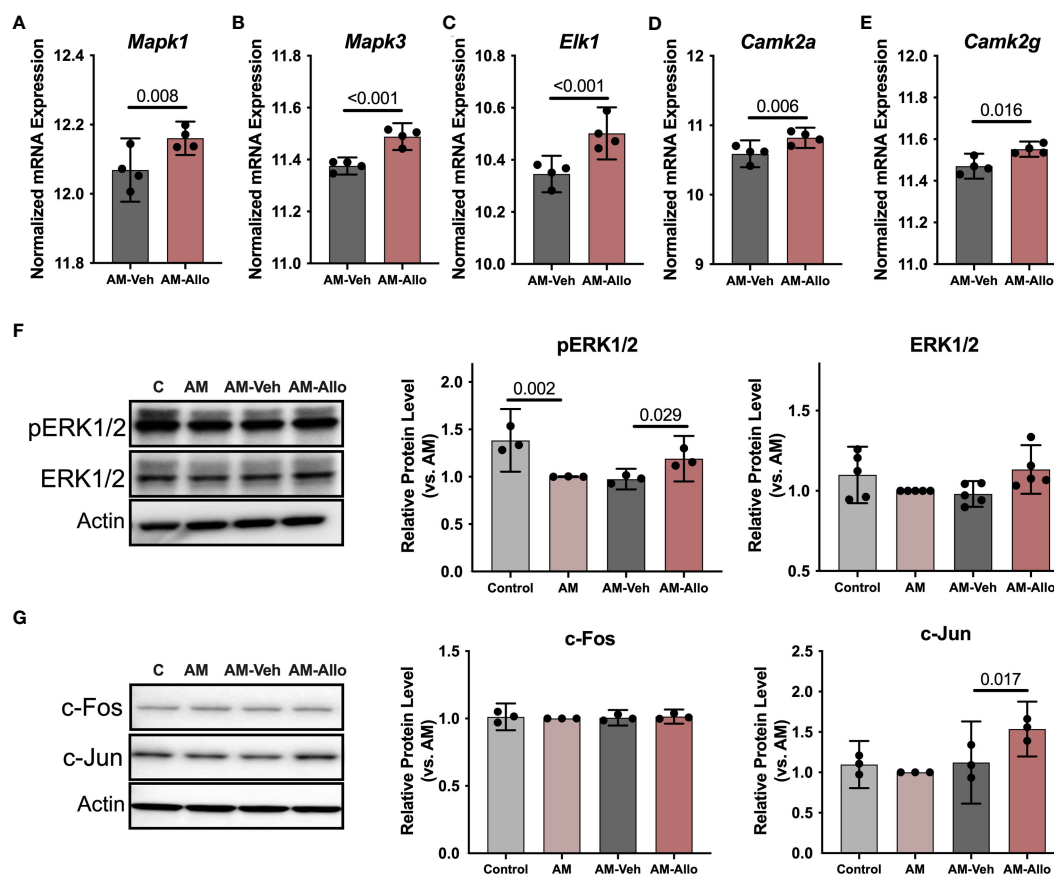 A
Mapk1
Normalized mRNA Expression
12.4
12.2
12.0
11.8
0.008
AM-Veh AM-Allo
B
Mapk3
Normalized mRNA Expression
11.8
11.6
11.4
11.2
11.0
<0.001
AM-Veh AM-Allo
C
Elk1
Normalized mRNA Expression
10.8
10.6
10.4
10.2
10.0
<0.001
AM-Veh AM-Allo
D
Camk2a
Normalized mRNA Expression
12
11
10
9
0.006
AM-Veh AM-Allo
E
Camk2g
Normalized mRNA Expression
12.0
11.8
11.6
11.4
11.2
11.0
0.016
AM-Veh AM-Allo
F
C AM AM-Veh AM-Allo
pERK1/2
ERK1/2
Actin
pERK1/2
Relative Protein Level
(vs. AM)
2.0
1.5
1.0
0.5
0.0
0.002
0.029
Control AM AM-Veh AM-Allo
ERK1/2
Relative Protein Level
(vs. AM)
1.5
1.0
0.5
Control AM AM-Veh AM-Allo
G
C AM AM-Veh AM-Allo
c-Fos
c-Jun
Actin
c-Fos
Relative Protein Level
(vs. AM)
1.5
1.0
0.5
0.0
Control AM AM-Veh AM-Allo
c-Jun
Relative Protein Level
(vs. AM)
2.5
2.0
1.5
1.0
0.5
0.0
0.017
Control AM AM-Veh AM-Allo